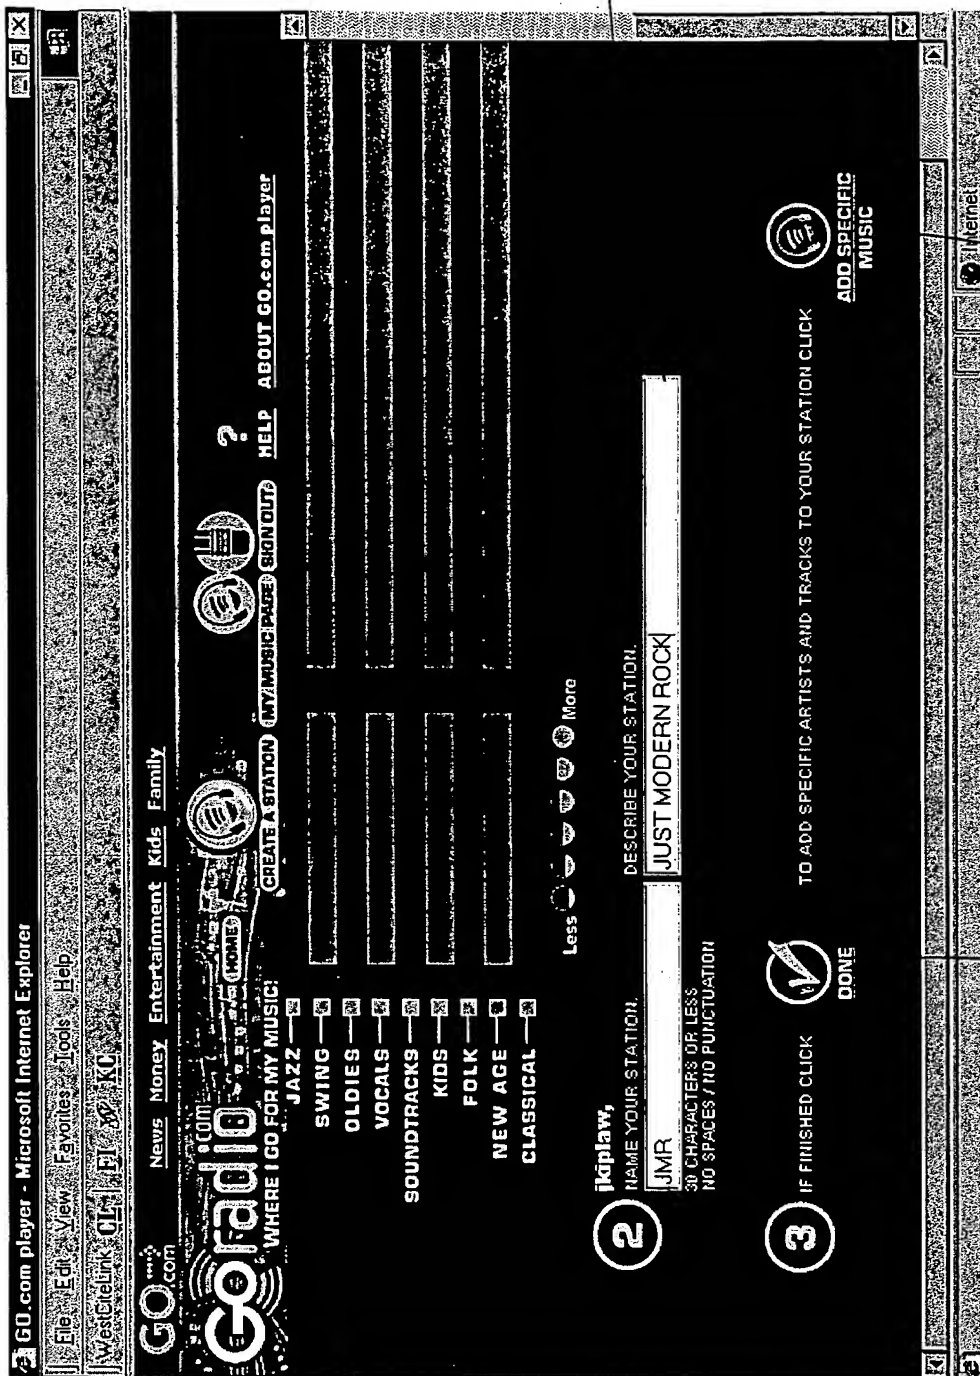 GO.com player - Microsoft Internet Explorer
File Edit View Favorites Tools Help
WestCiteLink CL FI KC
GO.com News Money Entertainment Kids Family
GOradio.com
WHERE I GO FOR MY MUSIC!
HOME CREATE A STATION MY MUSIC PAGE SIGN OUT ? HELP ABOUT GO.com player
JAZZ
SWING
OLDIES
VOCALS
SOUNDTRACKS
KIDS
FOLK
NEW AGE
CLASSICAL
Less More
2 jkiplaw,
NAME YOUR STATION. DESCRIBE YOUR STATION.
JMR JUST MODERN ROCK
30 CHARACTERS OR LESS
NO SPACES / NO PUNCTUATION
3 IF FINISHED CLICK DONE TO ADD SPECIFIC ARTISTS AND TRACKS TO YOUR STATION CLICK ADD SPECIFIC MUSIC
Internet